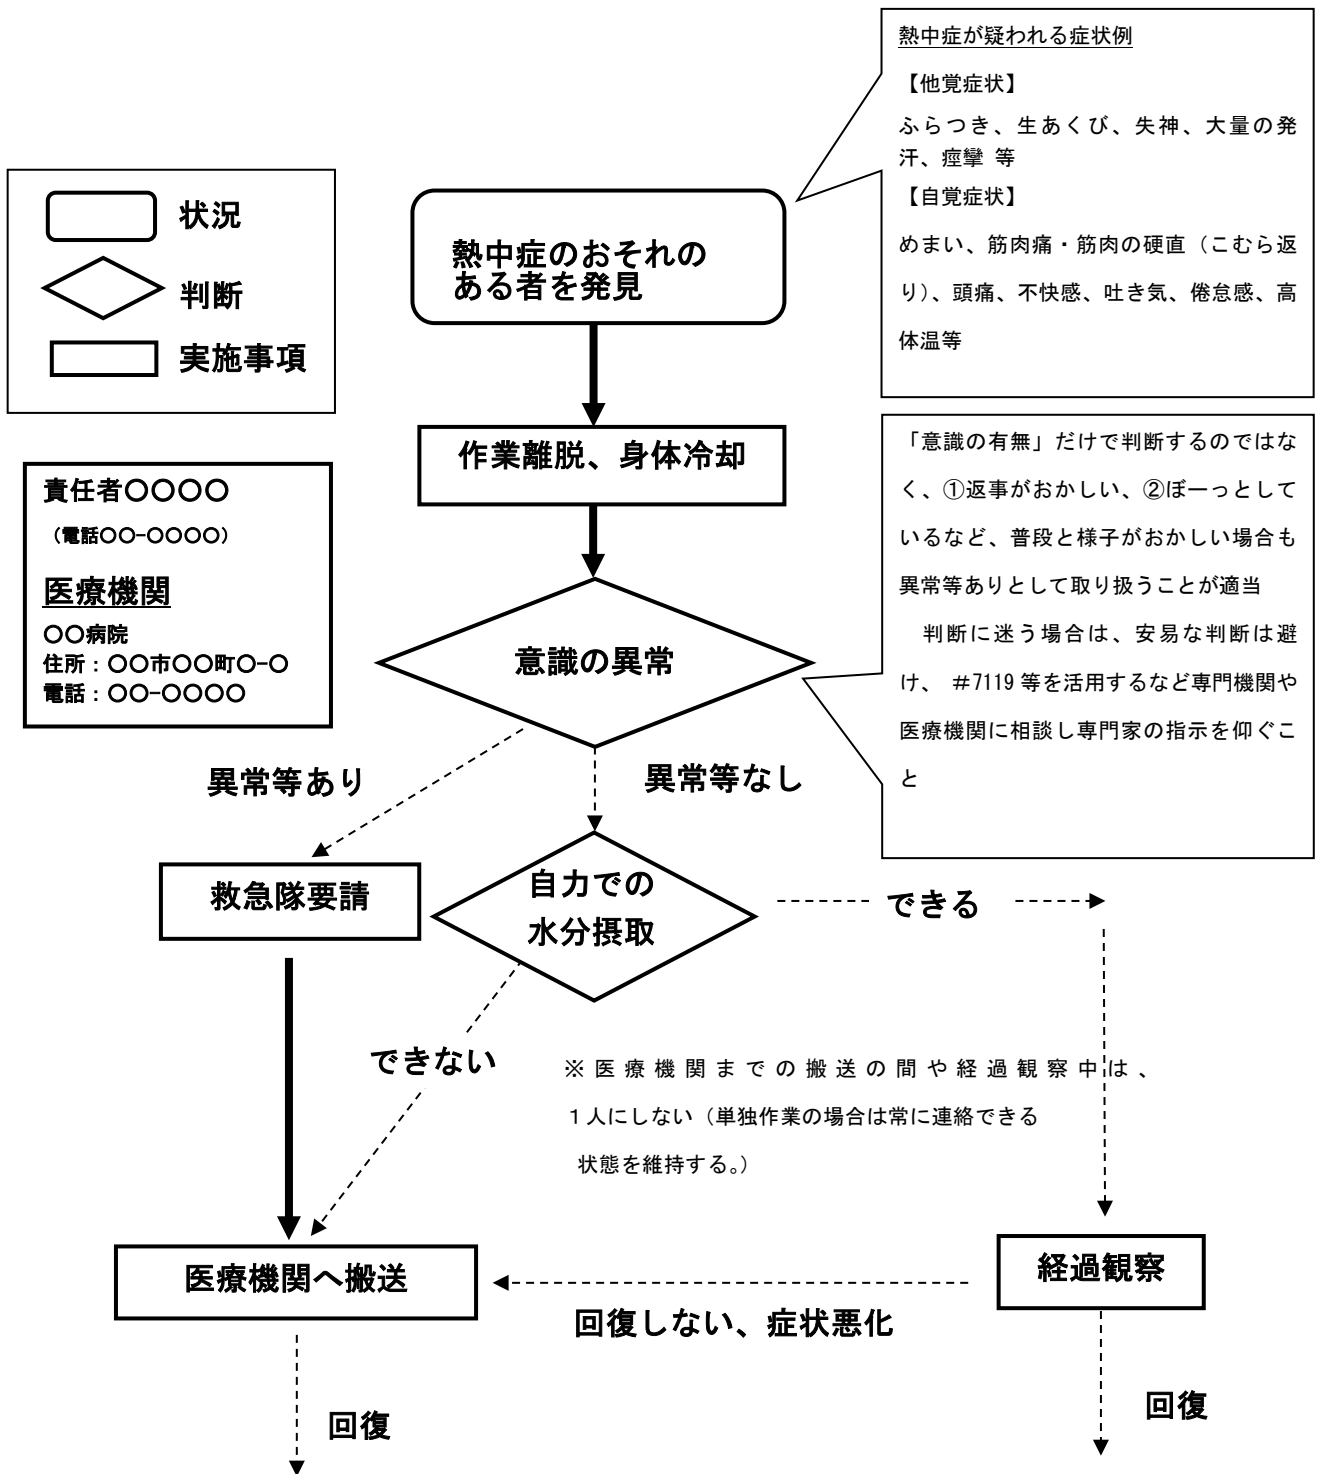 熱中症が疑われる症状例
【他覚症状】
ふらつき、生あくび、失神、大量の発
汗、痙攣 等
【自覚症状】
めまい、筋肉痛・筋肉の硬直（こむら返
り）、頭痛、不快感、吐き気、倦怠感、高
体温等
状況
判断
実施事項
熱中症のおそれの
ある者を発見
作業離脱、身体冷却
責任者〇〇〇〇
（電話〇〇-〇〇〇〇）
医療機関
〇〇病院
住所：〇〇市〇〇町〇-〇
電話：〇〇-〇〇〇〇
「意識の有無」だけで判断するのではな
く、①返事がおかしい、②ぼーっとして
いるなど、普段と様子がおかしい場合も
異常等ありとして取り扱うことが適当
判断に迷う場合は、安易な判断は避
け、 ＃7119 等を活用するなど専門機関や
医療機関に相談し専門家の指示を仰ぐこ
と
意識の異常
異常等あり
異常等なし
救急隊要請
自力での
水分摂取
できる
できない
※医療機関までの搬送の間や経過観察中は、
１人にしない（単独作業の場合は常に連絡できる
状態を維持する。）
医療機関へ搬送
経過観察
回復しない、症状悪化
回復
回復